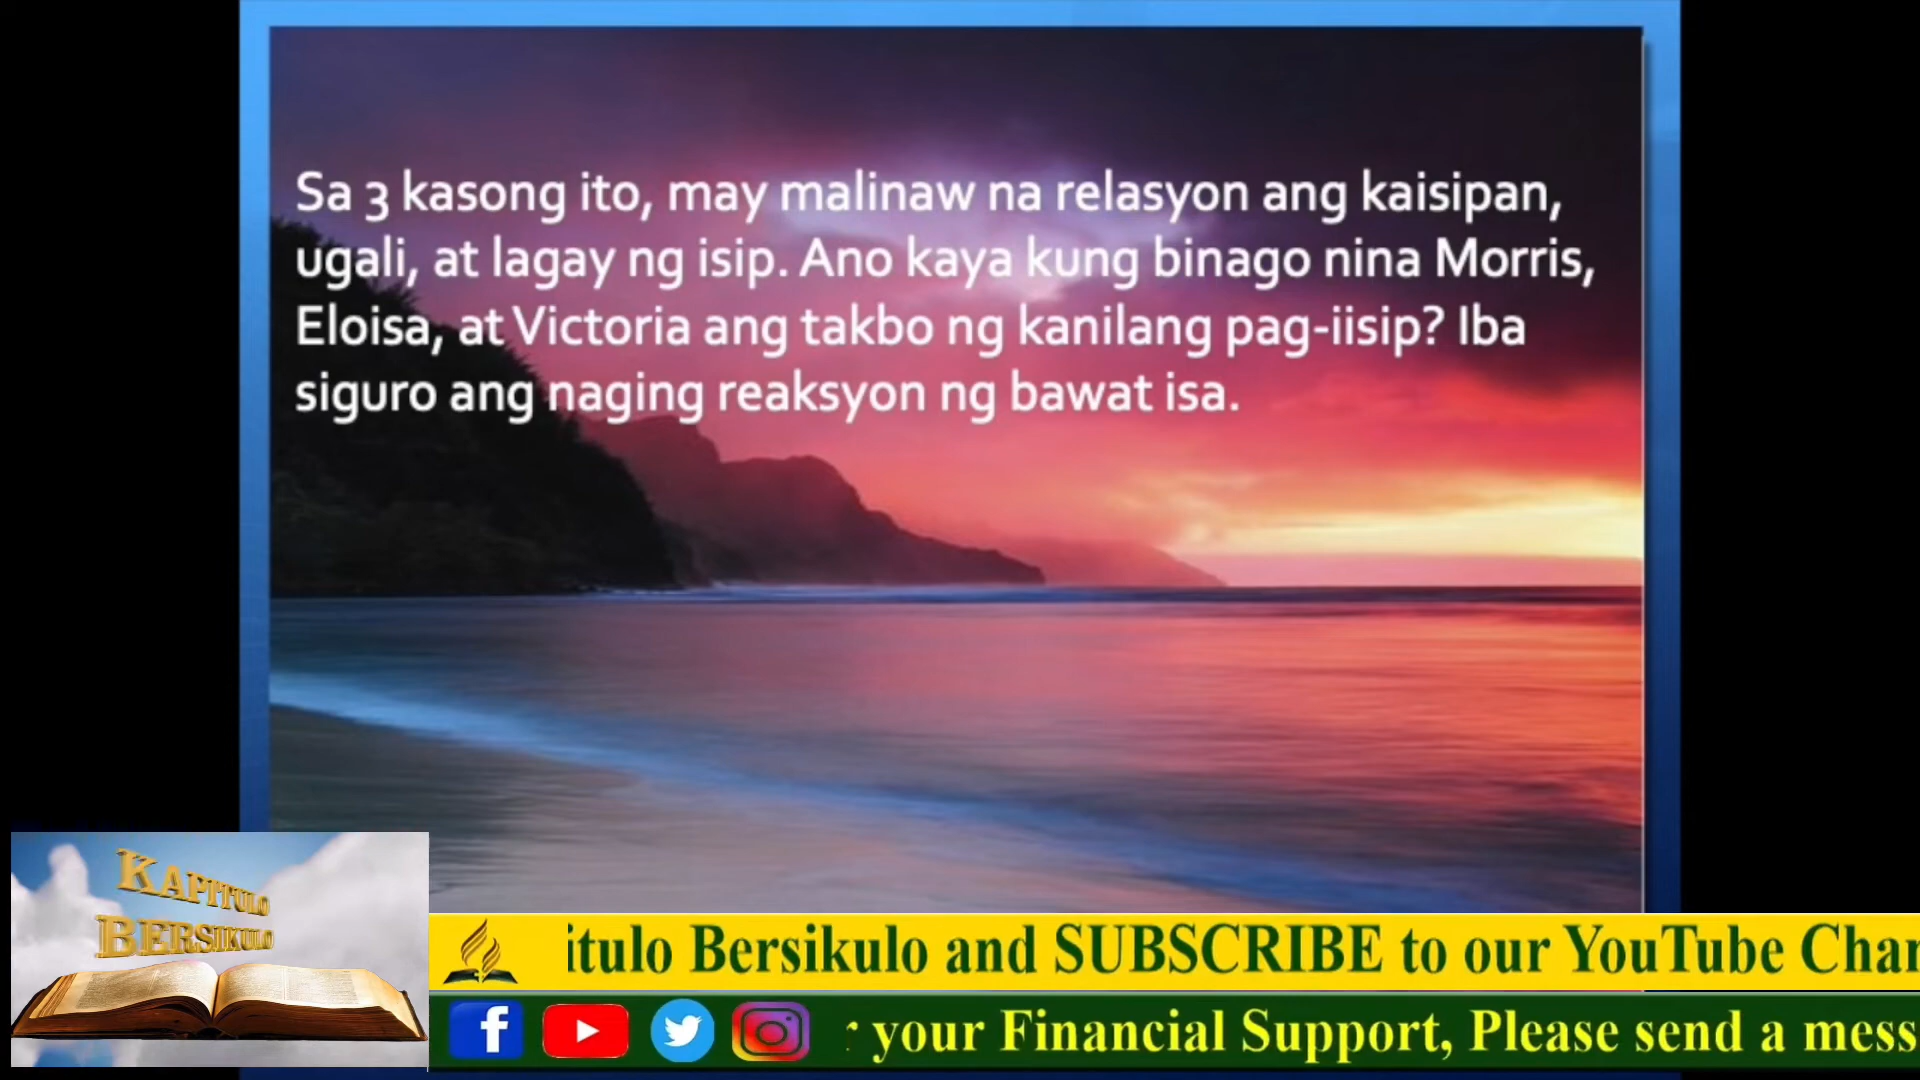 Sa 3 kasong ito, may malinaw na relasyon ang kaisipan,
ugali, at lagay ng isip. Ano kaya kung binago nina Morris,
Eloisa, at Victoria ang takbo ng kanilang pag-iisip? Iba
siguro ang naging reaksyon ng bawat isa.
KAPITULO
BERSIKULO
itulo Bersikulo and SUBSCRIBE to our YouTube Chan
your Financial Support, Please send a mess